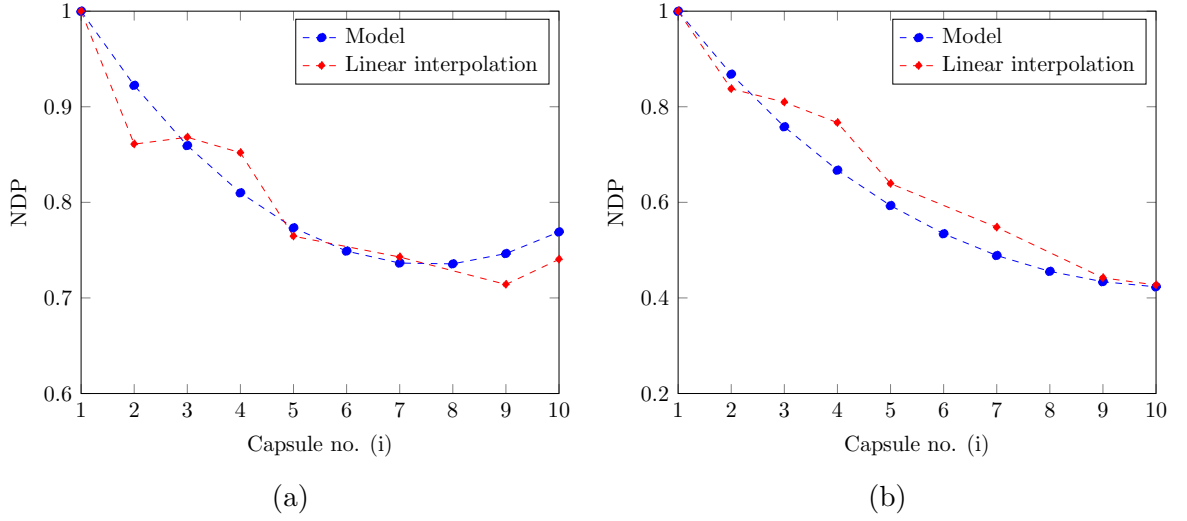 1
0.9
0.8
0.7
0.6
1 2 3 4 5 6 7 8 9 10
NDP
Capsule no. (i)
Model
Linear interpolation
(a)
1
0.8
0.6
0.4
0.2
1 2 3 4 5 6 7 8 9 10
NDP
Capsule no. (i)
Model
Linear interpolation
(b)